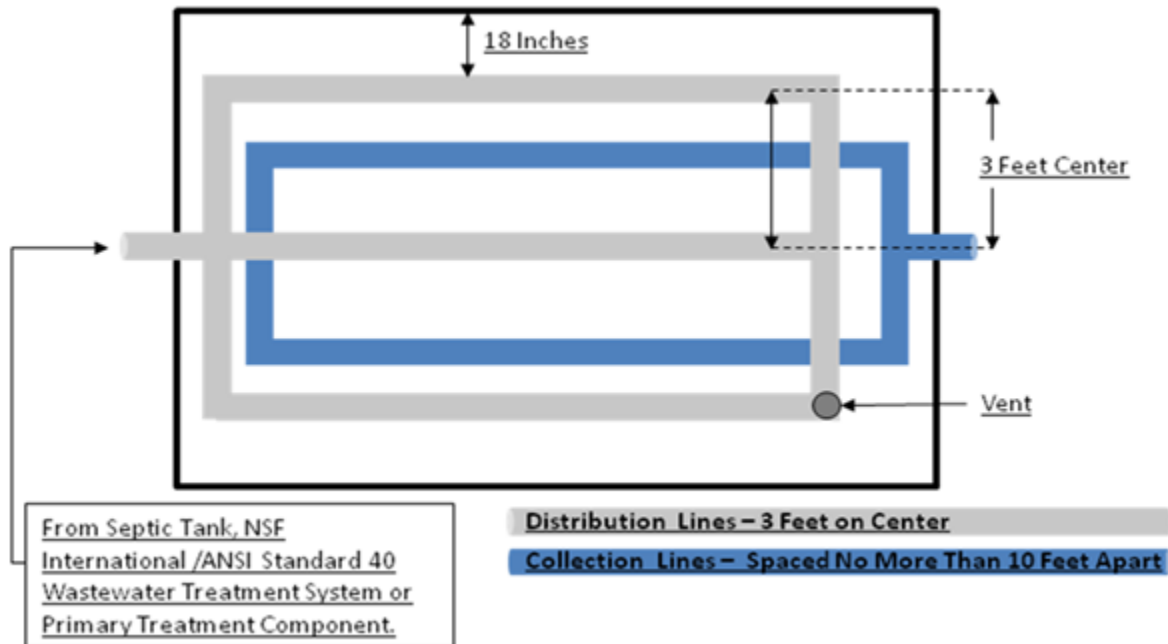 18 Inches
3 Feet Center
Vent
From Septic Tank, NSF
International /ANSI Standard 40
Wastewater Treatment System or
Primary Treatment Component.
Distribution Lines – 3 Feet on Center
Collection Lines – Spaced No More Than 10 Feet Apart